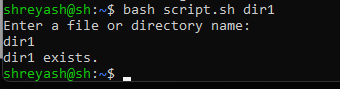 shreyash@sh:~$ bash script.sh dir1
Enter a file or directory name:
dir1
dir1 exists.
shreyash@sh:~$